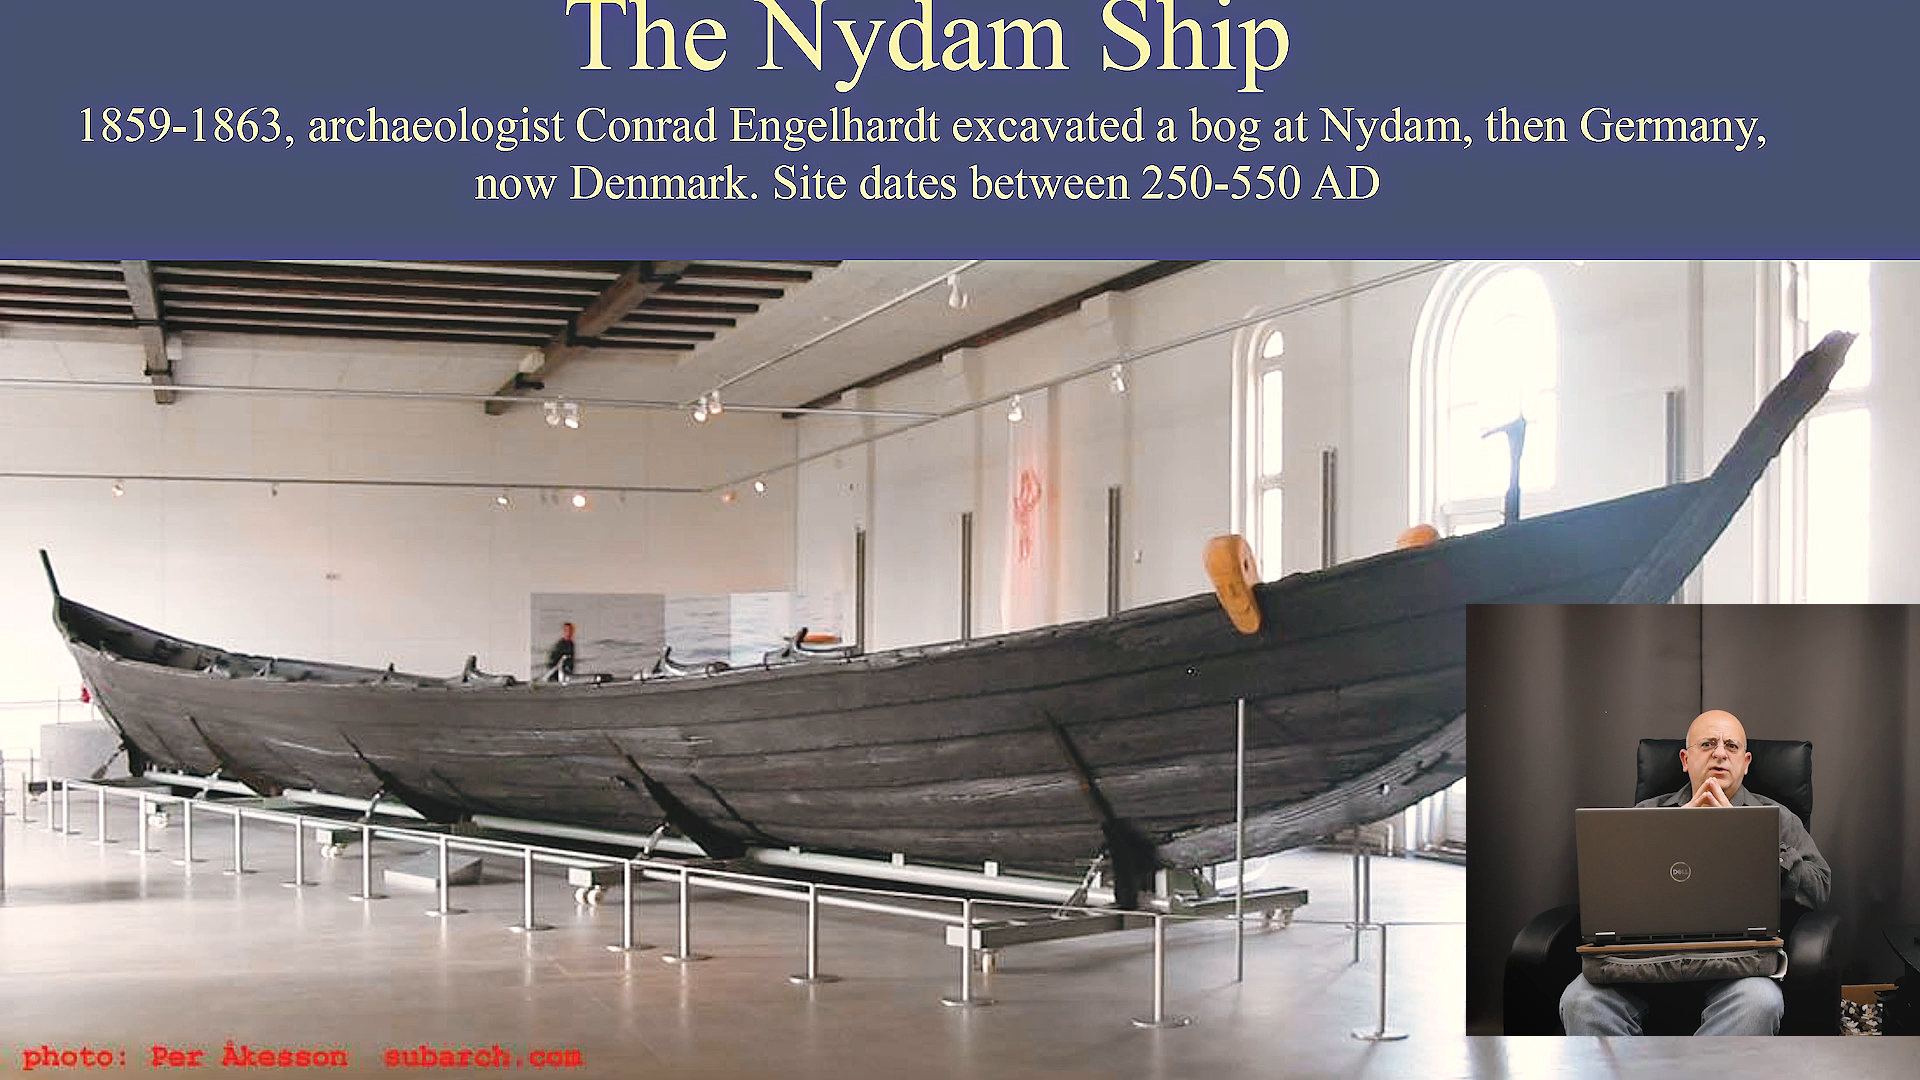 The Nydam Ship
1859-1863, archaeologist Conrad Engelhardt excavated a bog at Nydam, then Germany,
now Denmark. Site dates between 250-550 AD
DELL
photo: Per Åkesson subarch.com